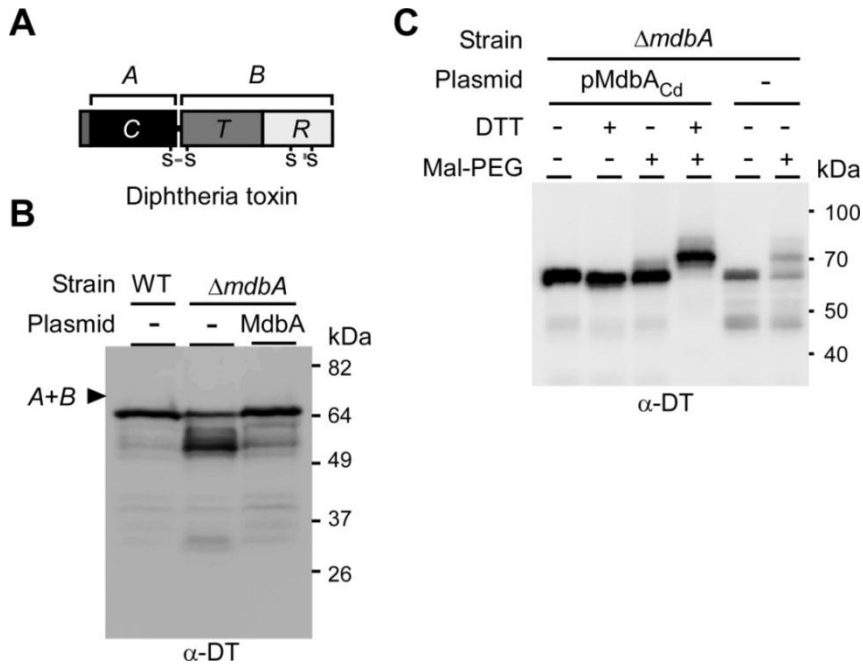 A
A B
C T R
S-S S "S
Diphtheria toxin
B
Strain WT ΔmdbA
Plasmid - - MdbA
kDa
A+B
82
64
49
37
26
α-DT
C
Strain ΔmdbA
Plasmid pMdbACd -
DTT - + - + - -
Mal-PEG - - + + - +
kDa
100
70
50
40
α-DT